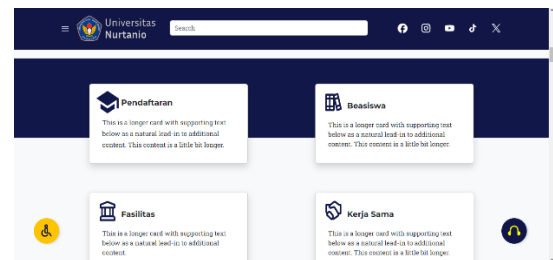 Universitas
Nurtanio
Search
Pendaftaran
This is a longer card with supporting text
below as a natural lead-in to additional
content. This content is a little bit longer.
Beasiswa
This is a longer card with supporting text
below as a natural lead-in to additional
content. This content is a little bit longer.
Fasilitas
This is a longer card with supporting text
below as a natural lead-in to additional
content.
Kerja Sama
This is a longer card with supporting text
below as a natural lead-in to additional
content. This content is a little bit longer.